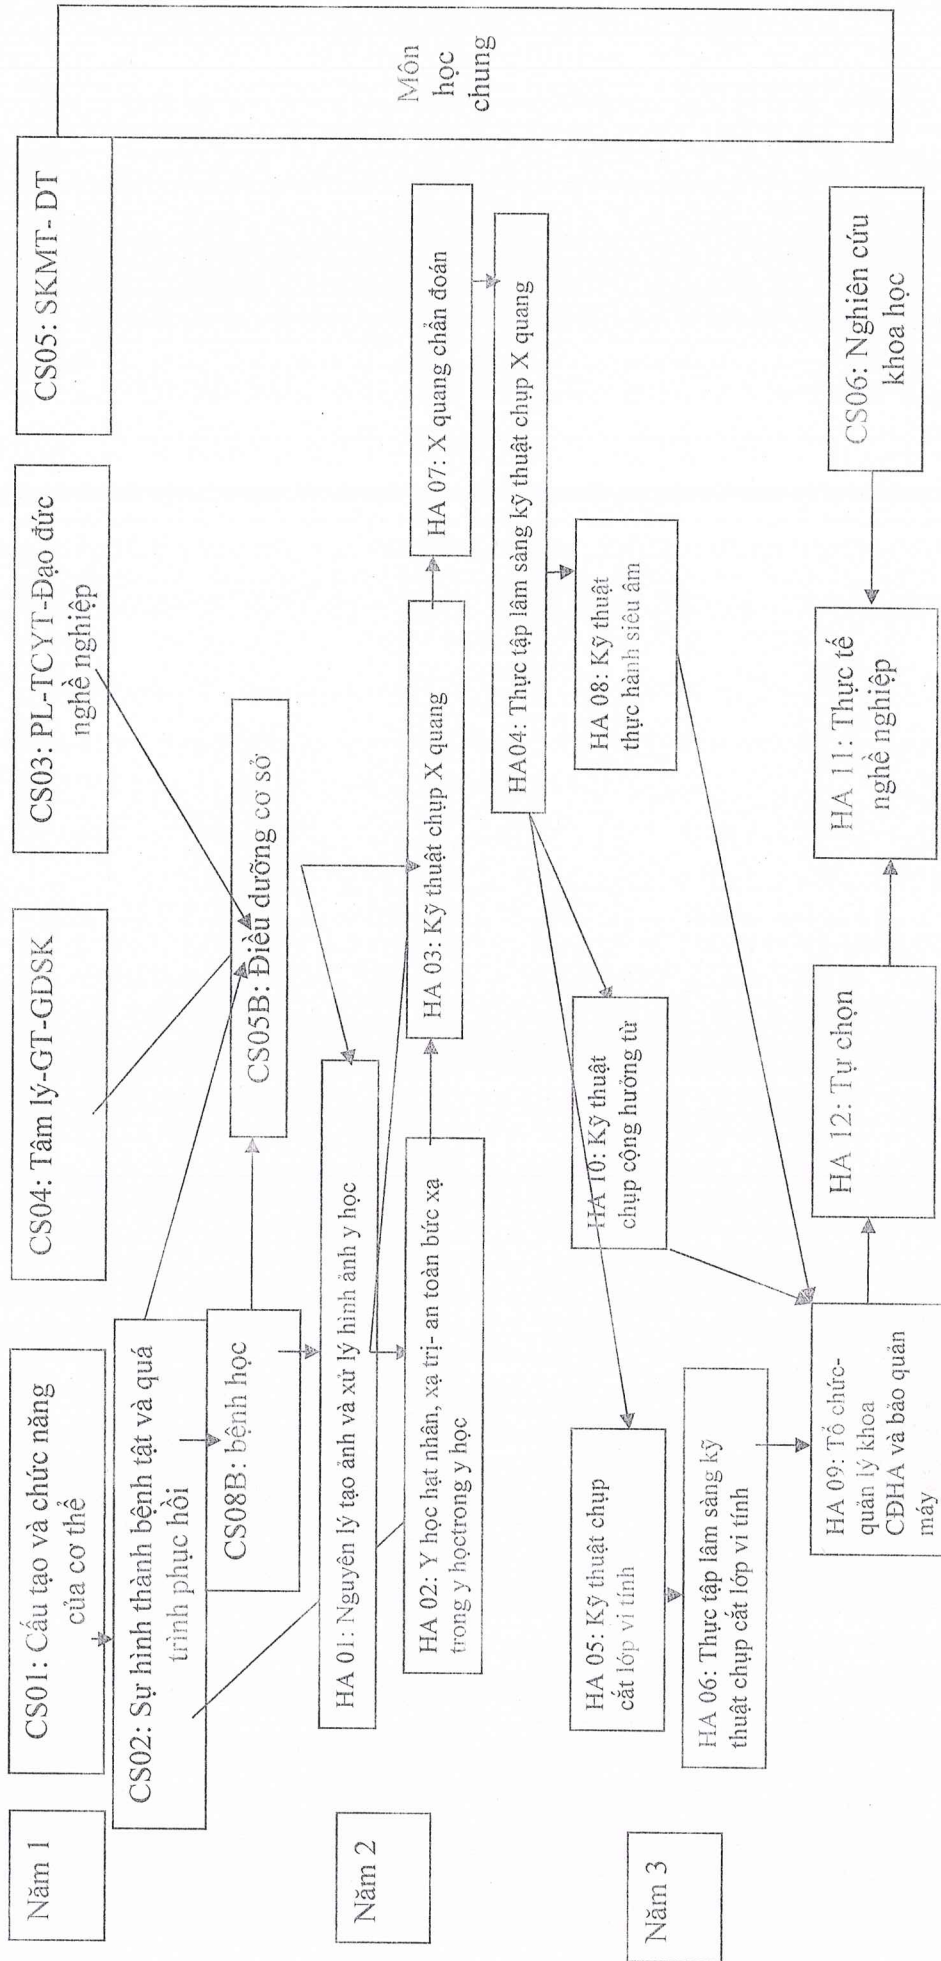 Năm 1
CS01: Cấu tạo và chức năng
của cơ thể
CS04: Tâm lý-GT-GDSK
CS03: PL-TCYT-Đạo đức
nghề nghiệp
CS05: SKMT- DT
Môn
học
chung
CS02: Sự hình thành bệnh tật và quá
trình phục hồi
CS08B: bệnh học
CS05B: Điều dưỡng cơ sở
Năm 2
HA 01: Nguyên lý tạo ảnh và xử lý hình ảnh y học
HA 02: Y học hạt nhân, xạ trị- an toàn bức xạ
trong y họctrong y học
HA 03: Kỹ thuật chụp X quang
HA 07: X quang chẩn đoán
HA04: Thực tập lâm sàng kỹ thuật chụp X quang
Năm 3
HA 05: Kỹ thuật chụp
cắt lớp vi tính
HA 10: Kỹ thuật
chụp cộng hưởng từ
HA 08: Kỹ thuật
thực hành siêu âm
HA 06: Thực tập lâm sàng kỹ
thuật chụp cắt lớp vi tính
HA 09: Tổ chức-
quản lý khoa
CĐHA và bảo quản
máy
HA 12: Tự chọn
HA 11: Thực tế
nghề nghiệp
CS06: Nghiên cứu
khoa học